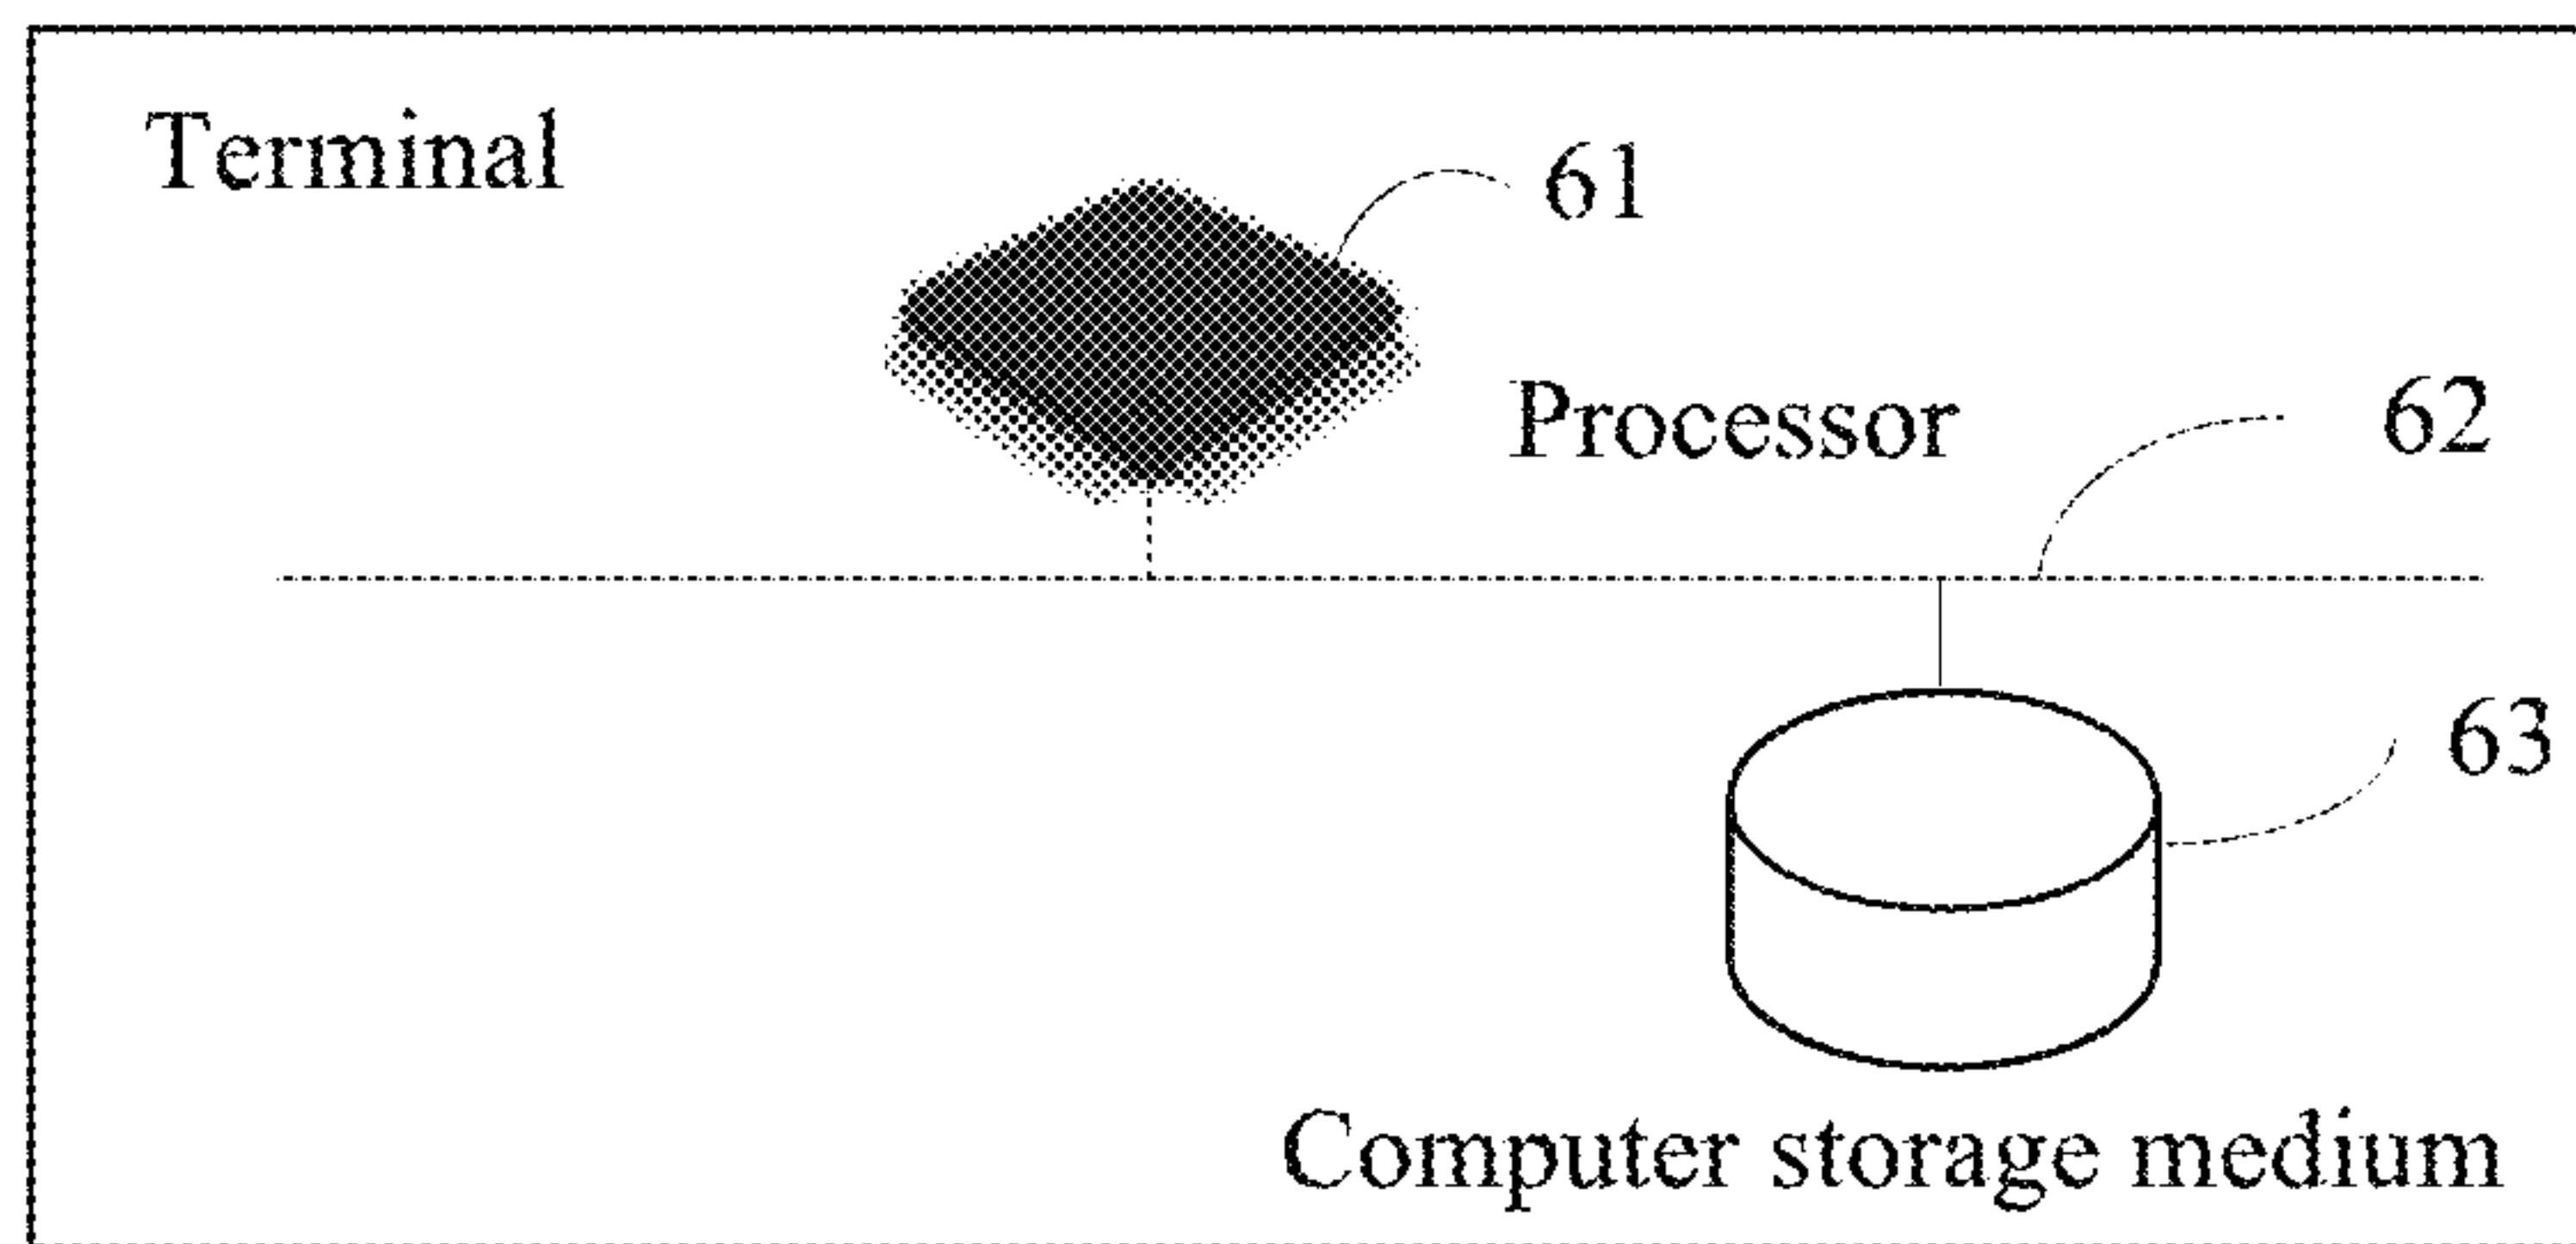 Terminal
61
Processor
62
63
Computer storage medium